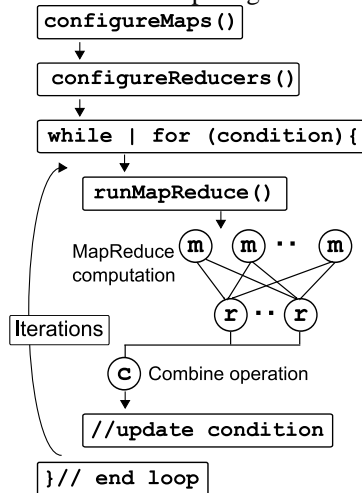 configureMaps()
configureReducers()
while | for (condition){
runMapReduce()
m m ·· m
MapReduce
computation
r ·· r
Iterations
c Combine operation
//update condition
}// end loop